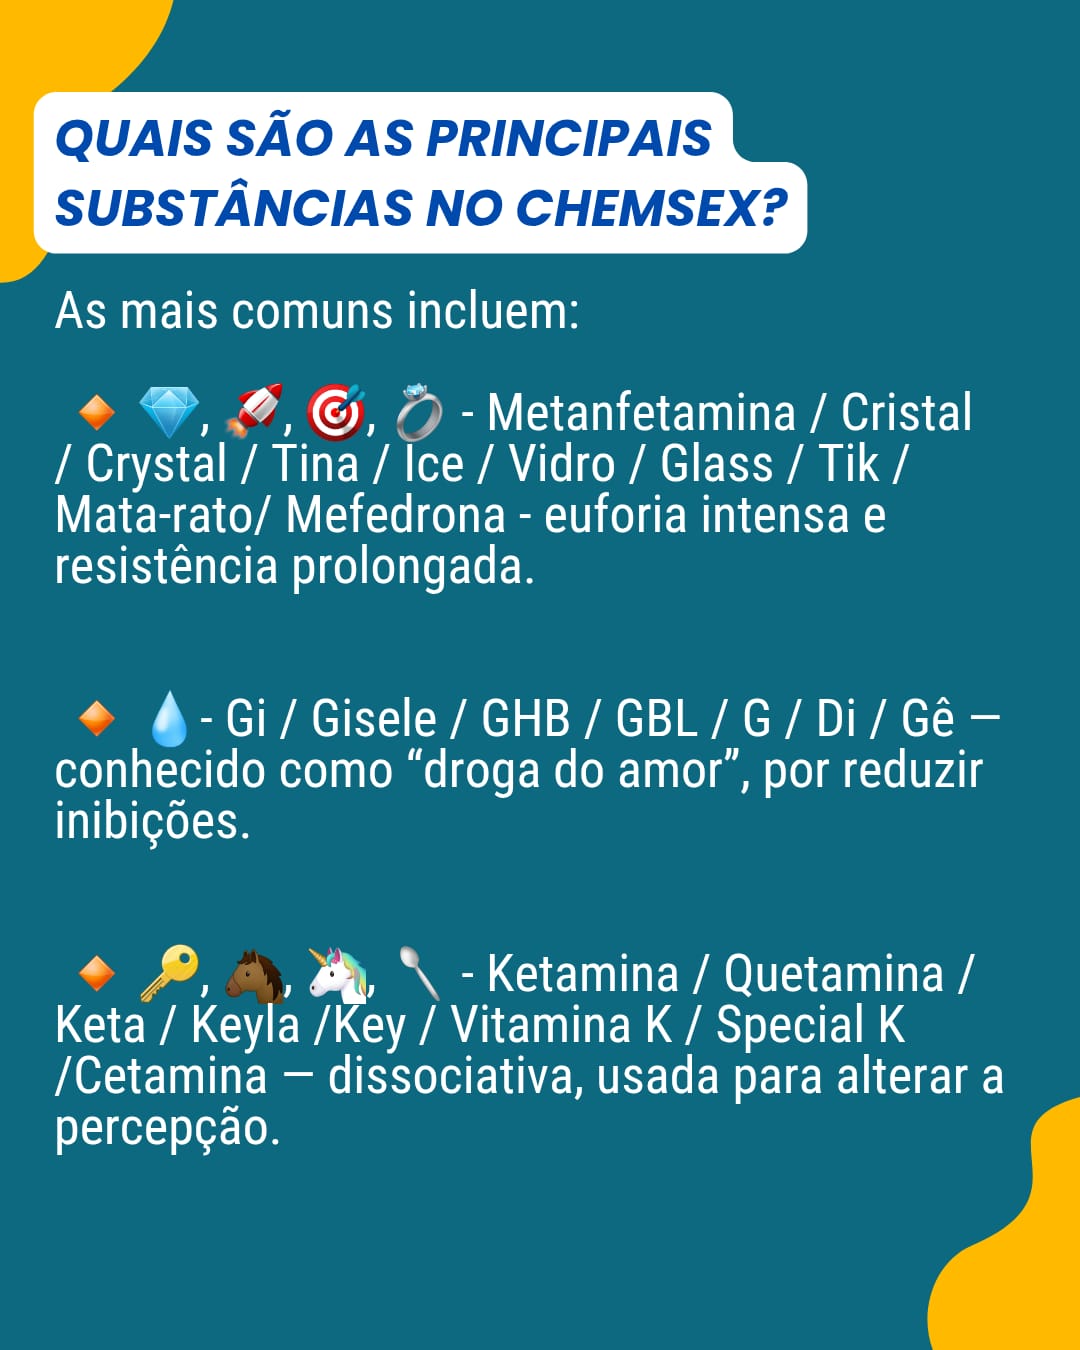 QUAIS SÃO AS PRINCIPAIS
SUBSTÂNCIAS NO CHEMSEX?
As mais comuns incluem:
🔸 💎, 🚀, 🎯, 💍 - Metanfetamina / Cristal
/ Crystal / Tina / Ice / Vidro / Glass / Tik /
Mata-rato/ Mefedrona - euforia intensa e
resistência prolongada.
🔸 💧- Gi / Gisele / GHB / GBL / G / Di / Gê —
conhecido como “droga do amor”, por reduzir
inibições.
🔸 🔑, 🐴, 🦄, 🥄 - Ketamina / Quetamina /
Keta / Keyla /Key / Vitamina K / Special K
/Cetamina — dissociativa, usada para alterar a
percepção.